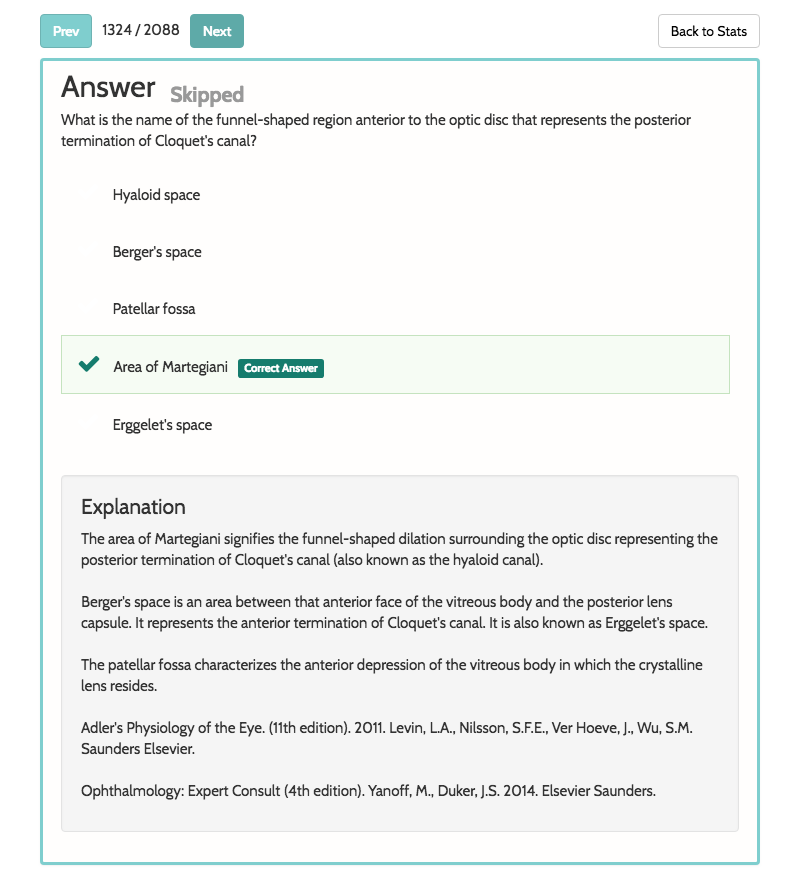 Prev 1324 / 2088 Next Back to Stats
Answer Skipped
What is the name of the funnel-shaped region anterior to the optic disc that represents the posterior
termination of Cloquet's canal?
Hyaloid space
Berger's space
Patellar fossa
Area of Martegiani Correct Answer
Erggelet's space
Explanation
The area of Martegiani signifies the funnel-shaped dilation surrounding the optic disc representing the
posterior termination of Cloquet's canal (also known as the hyaloid canal).
Berger's space is an area between that anterior face of the vitreous body and the posterior lens
capsule. It represents the anterior termination of Cloquet's canal. It is also known as Erggelet's space.
The patellar fossa characterizes the anterior depression of the vitreous body in which the crystalline
lens resides.
Adler's Physiology of the Eye. (11th edition). 2011. Levin, L.A., Nilsson, S.F.E., Ver Hoeve, J., Wu, S.M.
Saunders Elsevier.
Ophthalmology: Expert Consult (4th edition). Yanoff, M., Duker, J.S. 2014. Elsevier Saunders.